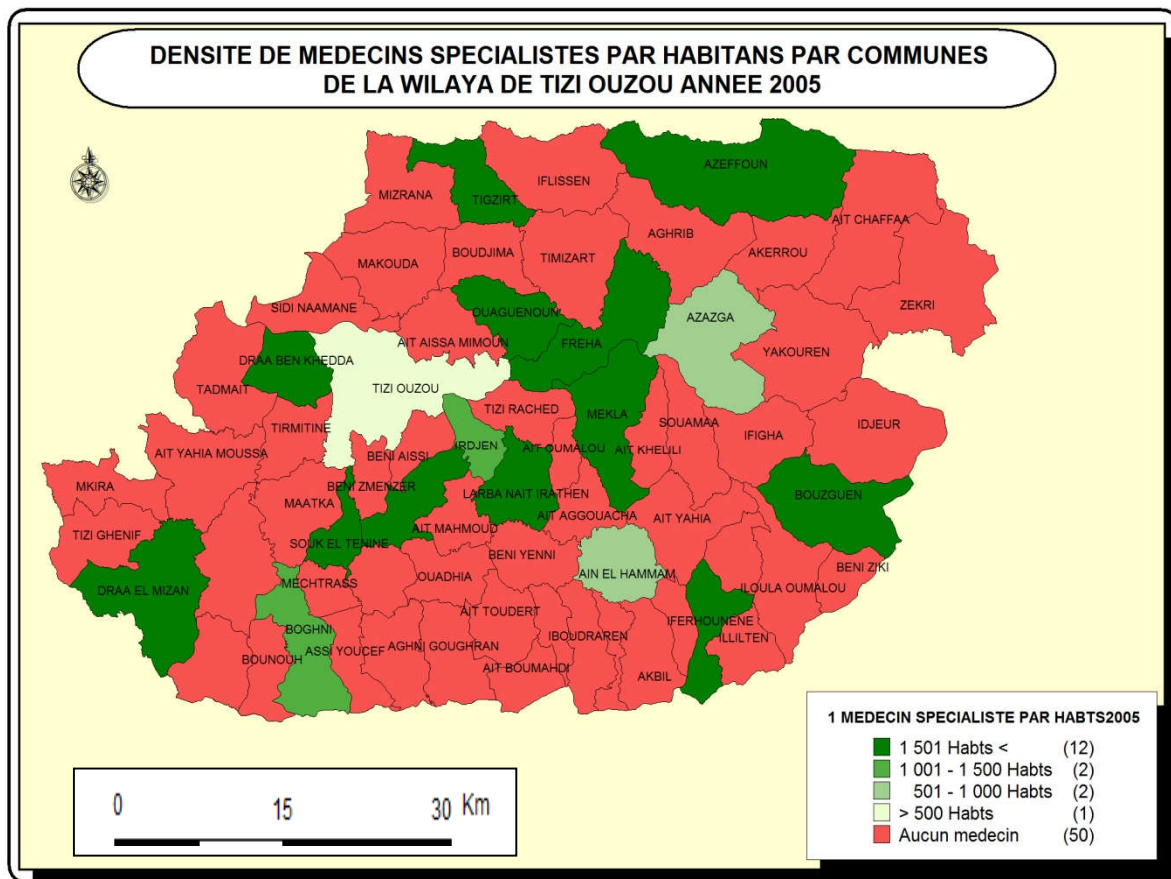 DENSITE DE MEDECINS SPECIALISTES PAR HABITANS PAR COMMUNES
DE LA WILAYA DE TIZI OUZOU ANNEE 2005
AZEFFOUN
IFLISSEN
MIZRANA
TIGZIRT
AIT CHAFFAA
AGHRIB
AKERROU
BOUDJIMA
TIMIZART
MAKOUDA
ZEKRI
SIDI NAAMANE
OUAGUENOUN
AZAZGA
AIT AISSA MIMOUN
FREHA
YAKOUREN
DRAA BEN KHEDDA
TADMAIT
TIZI OUZOU
TIZI RACHED
MEKLA
SOUAMAA
IDJEUR
TIRMITINE
IRDJEN
IFIGHA
AIT OUMALOU
AIT KHELILI
AIT YAHIA MOUSSA
BENI AISSI
MKIRA
BENI ZMENZER
LARBA NAIT IRATHEN
BOUZGUEN
MAATKA
AIT AGGOUACHA
AIT YAHIA
TIZI GHENIF
AIT MAHMOUD
SOUK EL TENINE
BENI YENNI
BENI ZIKI
AIN EL HAMMAM
OUADHIA
MECHTRASS
DRAA EL MIZAN
ILOULA OUMALOU
AIT TOUDERT
IFERHOUNENE
BOGHNI
IBOUDRAREN
ILLILTEN
ASSI YOUCEF
AGHNI GOUGHRAN
BOUNOUH
AIT BOUMAHDI
AKBIL
1 MEDECIN SPECIALISTE PAR HABTS2005
1 501 Habts < (12)
1 001 - 1 500 Habts (2)
501 - 1 000 Habts (2)
> 500 Habts (1)
Aucun medecin (50)
0 15 30 Km